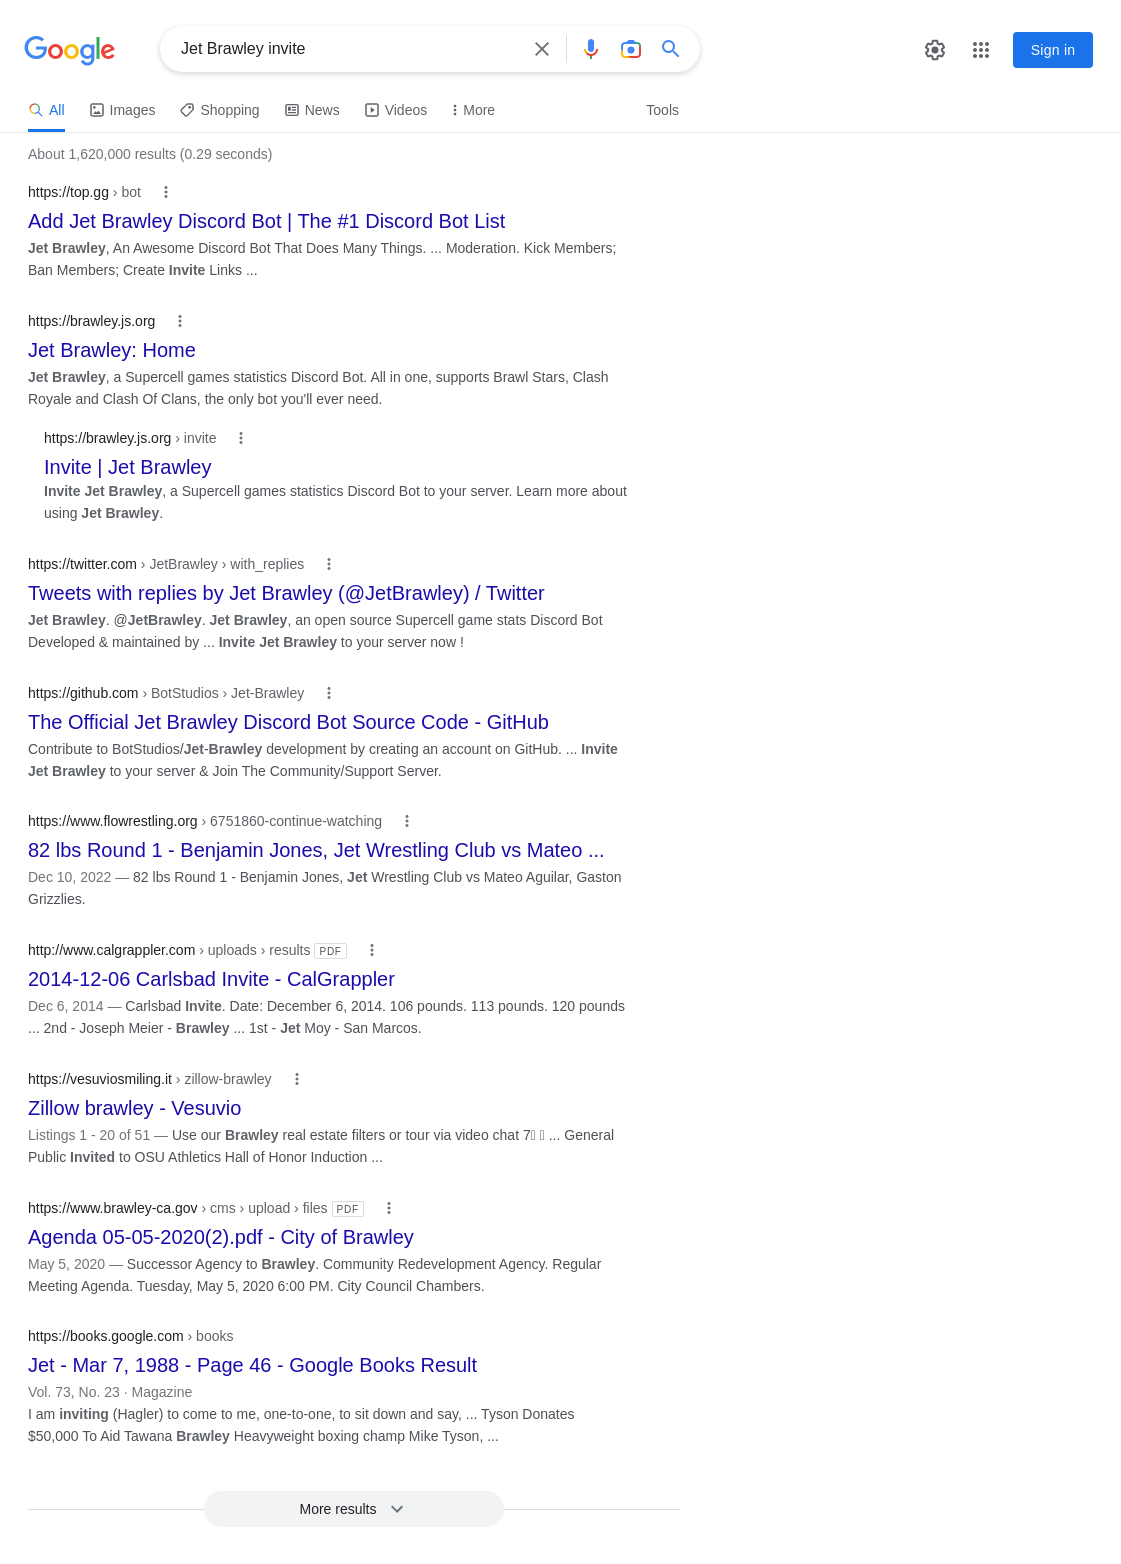 Google
Jet Brawley invite
Sign in
All
Images
Shopping
News
Videos
More
Tools
About 1,620,000 results (0.29 seconds)
https://top.gg › bot
Add Jet Brawley Discord Bot | The #1 Discord Bot List
Jet Brawley, An Awesome Discord Bot That Does Many Things. ... Moderation. Kick Members;
Ban Members; Create Invite Links ...
https://brawley.js.org
Jet Brawley: Home
Jet Brawley, a Supercell games statistics Discord Bot. All in one, supports Brawl Stars, Clash
Royale and Clash Of Clans, the only bot you'll ever need.
https://brawley.js.org › invite
Invite | Jet Brawley
Invite Jet Brawley, a Supercell games statistics Discord Bot to your server. Learn more about
using Jet Brawley.
https://twitter.com › JetBrawley › with_replies
Tweets with replies by Jet Brawley (@JetBrawley) / Twitter
Jet Brawley. @JetBrawley. Jet Brawley, an open source Supercell game stats Discord Bot
Developed & maintained by ... Invite Jet Brawley to your server now !
https://github.com › BotStudios › Jet-Brawley
The Official Jet Brawley Discord Bot Source Code - GitHub
Contribute to BotStudios/Jet-Brawley development by creating an account on GitHub. ... Invite
Jet Brawley to your server & Join The Community/Support Server.
https://www.flowrestling.org › 6751860-continue-watching
82 lbs Round 1 - Benjamin Jones, Jet Wrestling Club vs Mateo ...
Dec 10, 2022 — 82 lbs Round 1 - Benjamin Jones, Jet Wrestling Club vs Mateo Aguilar, Gaston
Grizzlies.
http://www.calgrappler.com › uploads › results PDF
2014-12-06 Carlsbad Invite - CalGrappler
Dec 6, 2014 — Carlsbad Invite. Date: December 6, 2014. 106 pounds. 113 pounds. 120 pounds
... 2nd - Joseph Meier - Brawley ... 1st - Jet Moy - San Marcos.
https://vesuviosmiling.it › zillow-brawley
Zillow brawley - Vesuvio
Listings 1 - 20 of 51 — Use our Brawley real estate filters or tour via video chat 7 ... General
Public Invited to OSU Athletics Hall of Honor Induction ...
https://www.brawley-ca.gov › cms › upload › files PDF
Agenda 05-05-2020(2).pdf - City of Brawley
May 5, 2020 — Successor Agency to Brawley. Community Redevelopment Agency. Regular
Meeting Agenda. Tuesday, May 5, 2020 6:00 PM. City Council Chambers.
https://books.google.com › books
Jet - Mar 7, 1988 - Page 46 - Google Books Result
Vol. 73, No. 23 · Magazine
I am inviting (Hagler) to come to me, one-to-one, to sit down and say, ... Tyson Donates
$50,000 To Aid Tawana Brawley Heavyweight boxing champ Mike Tyson, ...
More results